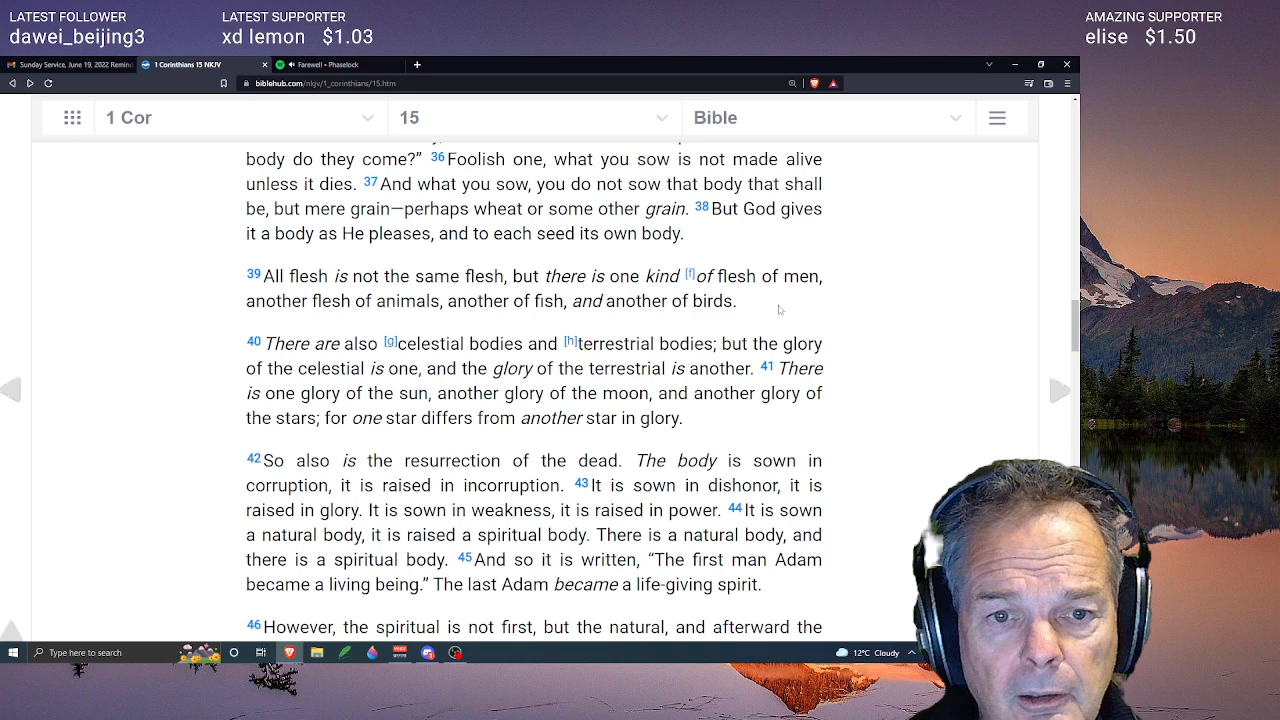 LATEST FOLLOWER
dawei_beijing3
LATEST SUPPORTER
xd lemon $1.03
AMAZING SUPPORTER
elise $1.50
Sunday Service, June 19, 2022 Remind
1 Corinthians 15 NKJV
Farewell - Phaselock
biblehub.com/nkjv/1_corinthians/15.htm
1 Cor
15
Bible
body do they come?” 36 Foolish one, what you sow is not made alive
unless it dies. 37 And what you sow, you do not sow that body that shall
be, but mere grain—perhaps wheat or some other grain. 38 But God gives
it a body as He pleases, and to each seed its own body.
39 All flesh is not the same flesh, but there is one kind [f]of flesh of men,
another flesh of animals, another of fish, and another of birds.
40 There are also [g]celestial bodies and [h]terrestrial bodies; but the glory
of the celestial is one, and the glory of the terrestrial is another. 41 There
is one glory of the sun, another glory of the moon, and another glory of
the stars; for one star differs from another star in glory.
42 So also is the resurrection of the dead. The body is sown in
corruption, it is raised in incorruption. 43 It is sown in dishonor, it is
raised in glory. It is sown in weakness, it is raised in power. 44 It is sown
a natural body, it is raised a spiritual body. There is a natural body, and
there is a spiritual body. 45 And so it is written, “The first man Adam
became a living being.” The last Adam became a life-giving spirit.
46 However, the spiritual is not first, but the natural, and afterward the
Type here to search
12°C Cloudy